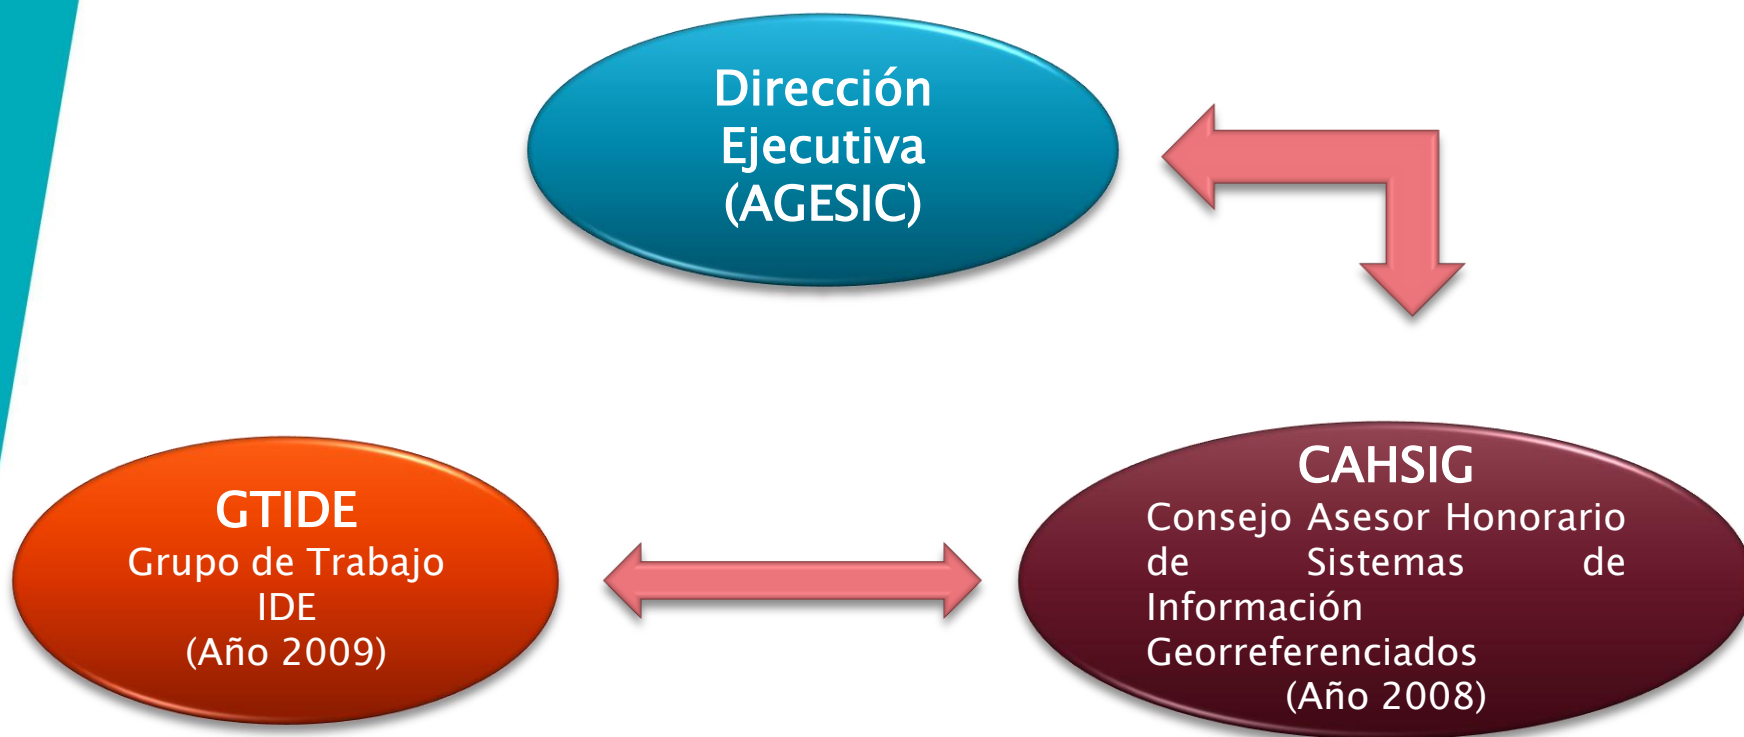 Dirección
Ejecutiva
(AGESIC)
GTIDE
Grupo de Trabajo
IDE
(Año 2009)
CAHSIG
Consejo Asesor Honorario
de Sistemas de
Información
Georreferenciados
(Año 2008)